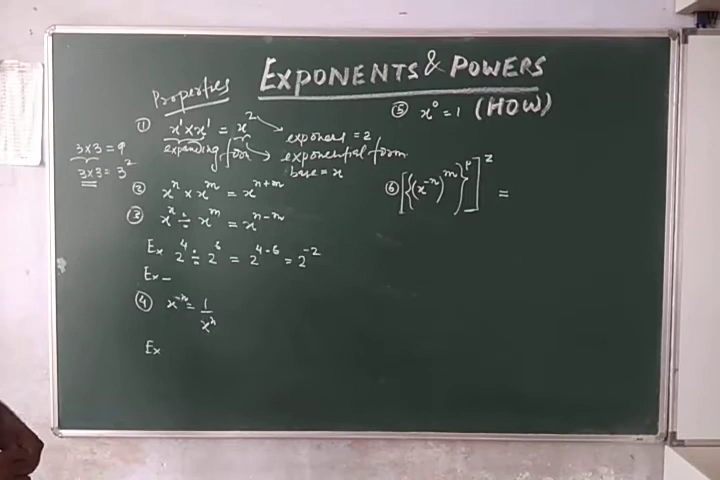 EXPONENTS & POWERS
Properties
① x¹ × x¹ = x²
expanding form
exponent = 2
exponential form
base = x
3 × 3 = 9
3 × 3 = 3²
② xⁿ × xᵐ = xⁿ⁺ᵐ
③ xⁿ ÷ xᵐ = xⁿ⁻ᵐ
Ex 2⁴ ÷ 2⁶ = 2⁴⁻⁶ = 2⁻²
Ex _
④ x⁻ⁿ = 1/xⁿ
Ex
⑤ x⁰ = 1 (HOW)
⑥ [{(x⁻ⁿ)ᵐ}ᵖ]ᶻ =